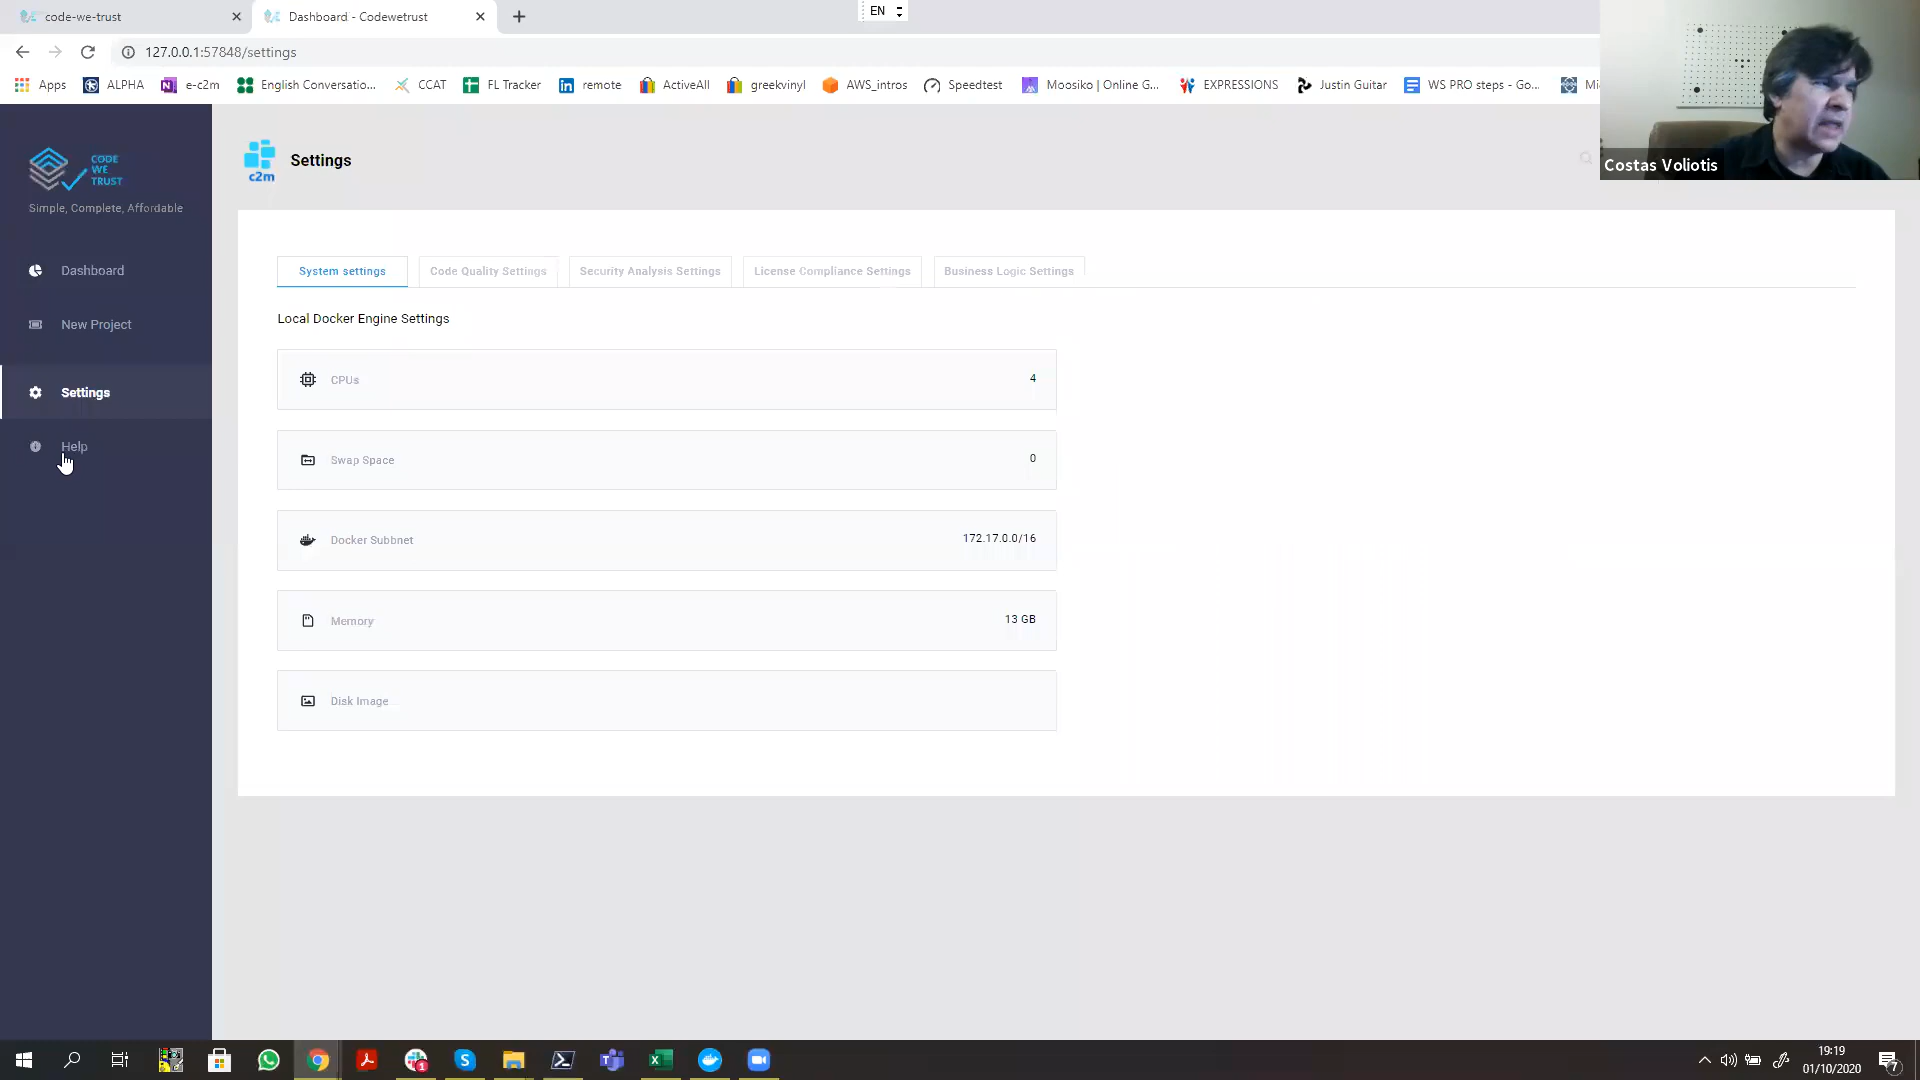 code-we-trust
Dashboard - Codewetrust
EN
127.0.0.1:57848/settings
Apps
ALPHA
e-c2m
English Conversatio...
CCAT
FL Tracker
remote
ActiveAll
greekvinyl
AWS_intros
Speedtest
Moosiko | Online G...
EXPRESSIONS
Justin Guitar
WS PRO steps - Go...
Costas Voliotis
CODE
WE
TRUST
Simple, Complete, Affordable
Dashboard
New Project
Settings
Help
c2m
Settings
System settings
Code Quality Settings
Security Analysis Settings
License Compliance Settings
Business Logic Settings
Local Docker Engine Settings
CPUs 4
Swap Space 0
Docker Subbnet 172.17.0.0/16
Memory 13 GB
Disk Image
19:19
01/10/2020
7